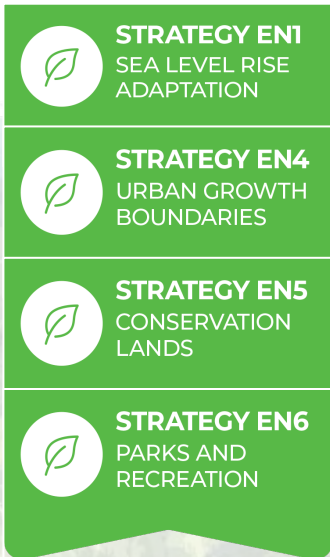 STRATEGY EN1
SEA LEVEL RISE
ADAPTATION
STRATEGY EN4
URBAN GROWTH
BOUNDARIES
STRATEGY EN5
CONSERVATION
LANDS
STRATEGY EN6
PARKS AND
RECREATION